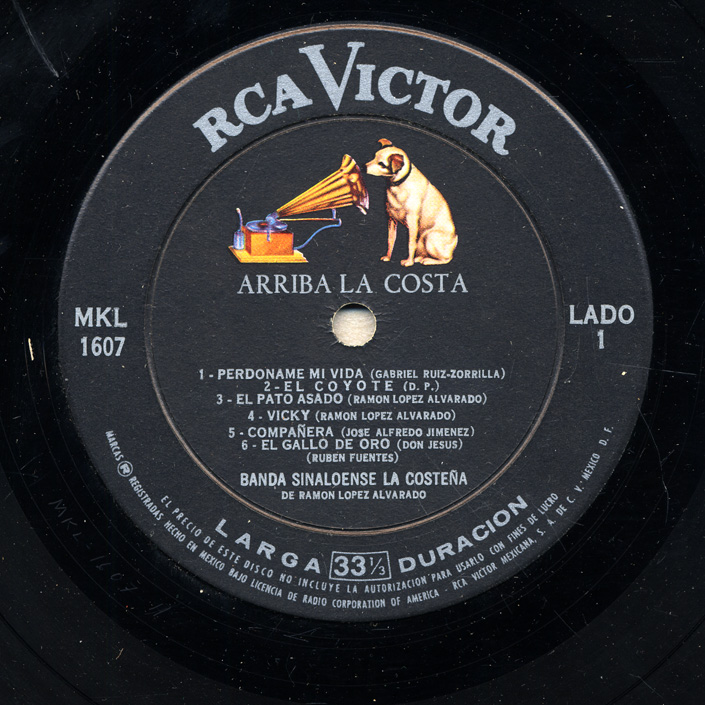 RCA VICTOR
ARRIBA LA COSTA
MKL
1607
LADO
1
1 - PERDONAME MI VIDA (GABRIEL RUIZ-ZORRILLA)
2 - EL COYOTE (D. P.)
3 - EL PATO ASADO (RAMON LOPEZ ALVARADO)
4 - VICKY (RAMON LOPEZ ALVARADO)
5 - COMPAÑERA (JOSE ALFREDO JIMENEZ)
6 - EL GALLO DE ORO (DON JESUS)
(RUBEN FUENTES)
BANDA SINALOENSE LA COSTEÑA
DE RAMON LOPEZ ALVARADO
LARGA 33 1/3 DURACION
EL PRECIO DE ESTE DISCO NO INCLUYE LA AUTORIZACION PARA USARLO CON FINES DE LUCRO
MARCAS ® REGISTRADAS HECHO EN MEXICO BAJO LICENCIA DE RADIO CORPORATION OF AMERICA - RCA VICTOR MEXICANA, S. A. DE C. V. MEXICO D. F.